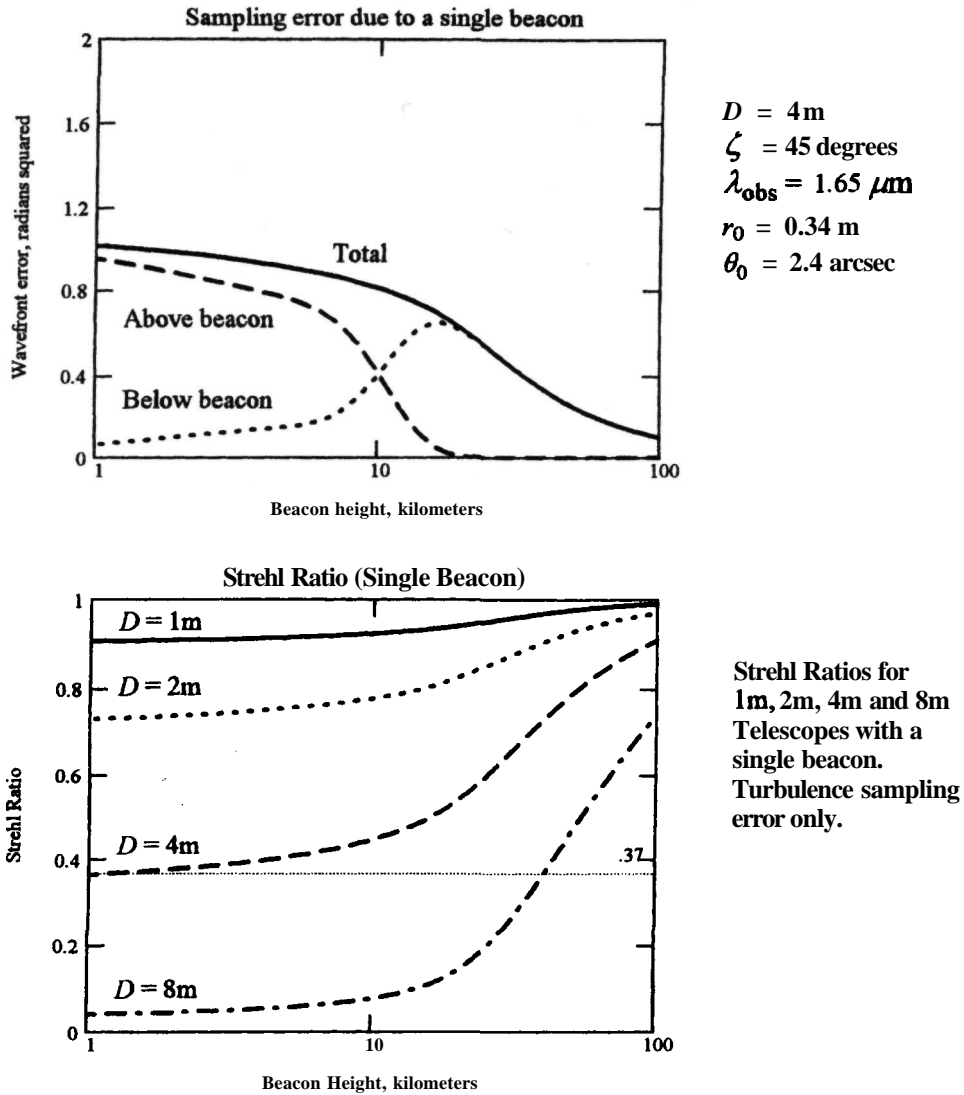 Sampling error due to a single beacon
2
1.6
1.2
0.8
0.4
0
Wavefront error, radians squared
Total
Above beacon
Below beacon
1
10
100
Beacon height, kilometers
D = 4m
ζ = 45 degrees
λobs = 1.65 μm
r0 = 0.34 m
θ0 = 2.4 arcsec
Strehl Ratio (Single Beacon)
1
0.8
0.6
0.4
0.2
0
Strehl Ratio
D = 1m
D = 2m
D = 4m
.37
D = 8m
1
10
100
Beacon Height, kilometers
Strehl Ratios for
1m, 2m, 4m and 8m
Telescopes with a
single beacon.
Turbulence sampling
error only.